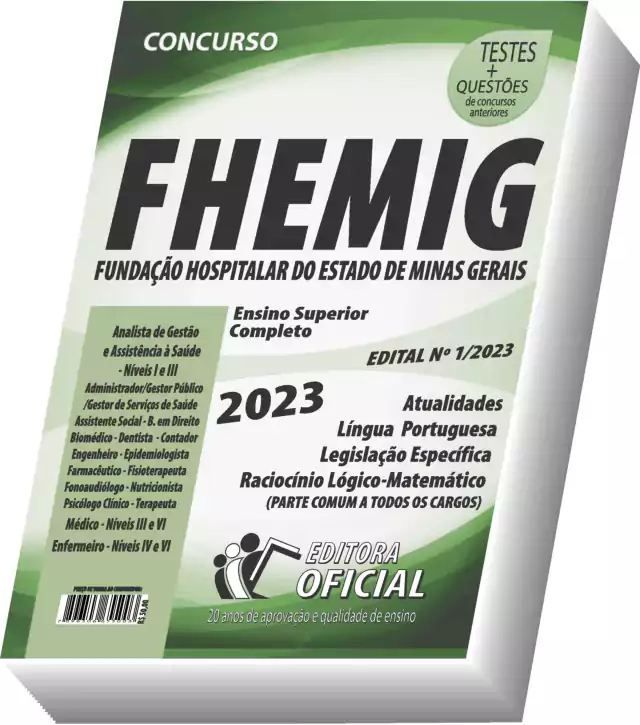 CONCURSO
TESTES
+
QUESTÕES
de concursos
anteriores
FHEMIG
FUNDAÇÃO HOSPITALAR DO ESTADO DE MINAS GERAIS
Ensino Superior
Completo
EDITAL Nº 1/2023
2023
Atualidades
Língua Portuguesa
Legislação Específica
Raciocínio Lógico-Matemático
(PARTE COMUM A TODOS OS CARGOS)
Analista de Gestão
e Assistência à Saúde
- Níveis I e III
Administrador/Gestor Público
/Gestor de Serviços de Saúde
Assistente Social - B. em Direito
Biomédico - Dentista - Contador
Engenheiro - Epidemiologista
Farmacêutico - Fisioterapeuta
Fonoaudiólogo - Nutricionista
Psicólogo Clínico - Terapeuta
Médico - Níveis III e VI
Enfermeiro - Níveis IV e VI
R$ 50,00
EDITORA
OFICIAL
20 anos de aprovação e qualidade de ensino